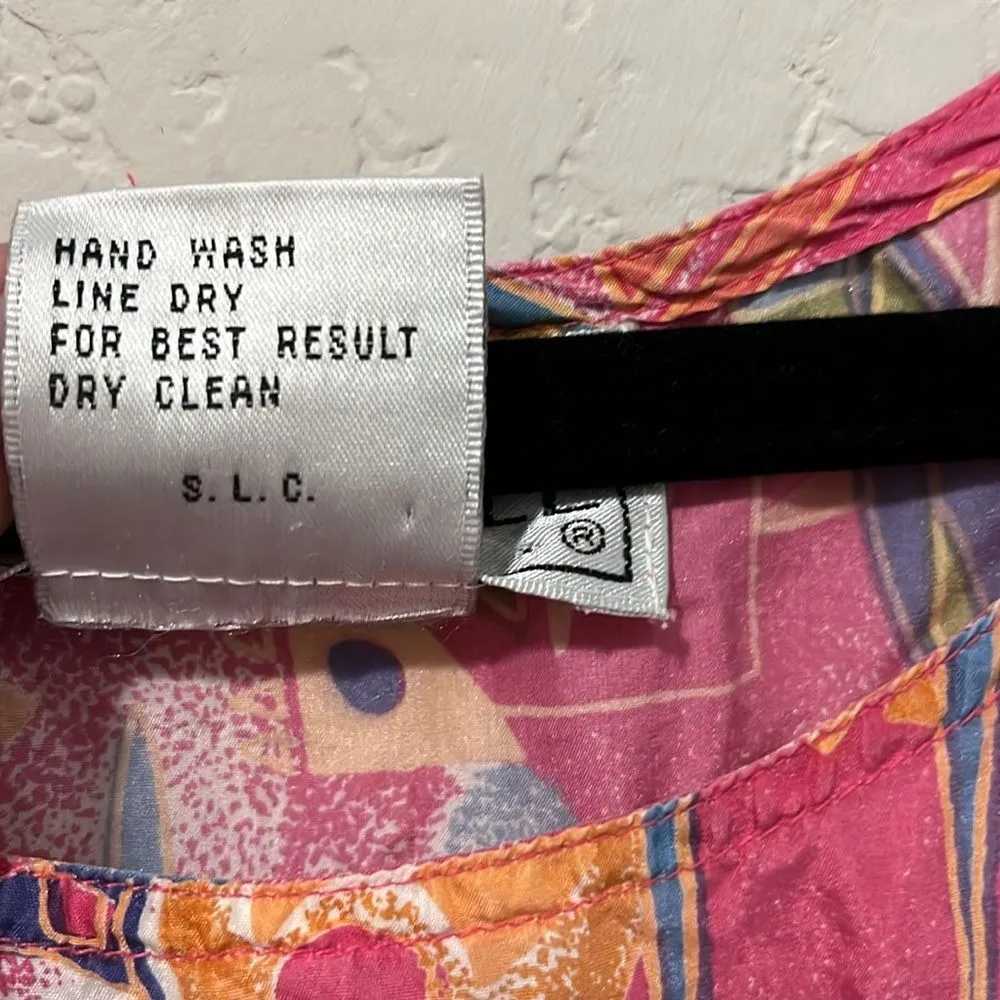 HAND WASH
LINE DRY
FOR BEST RESULT
DRY CLEAN
S. L. C.
®